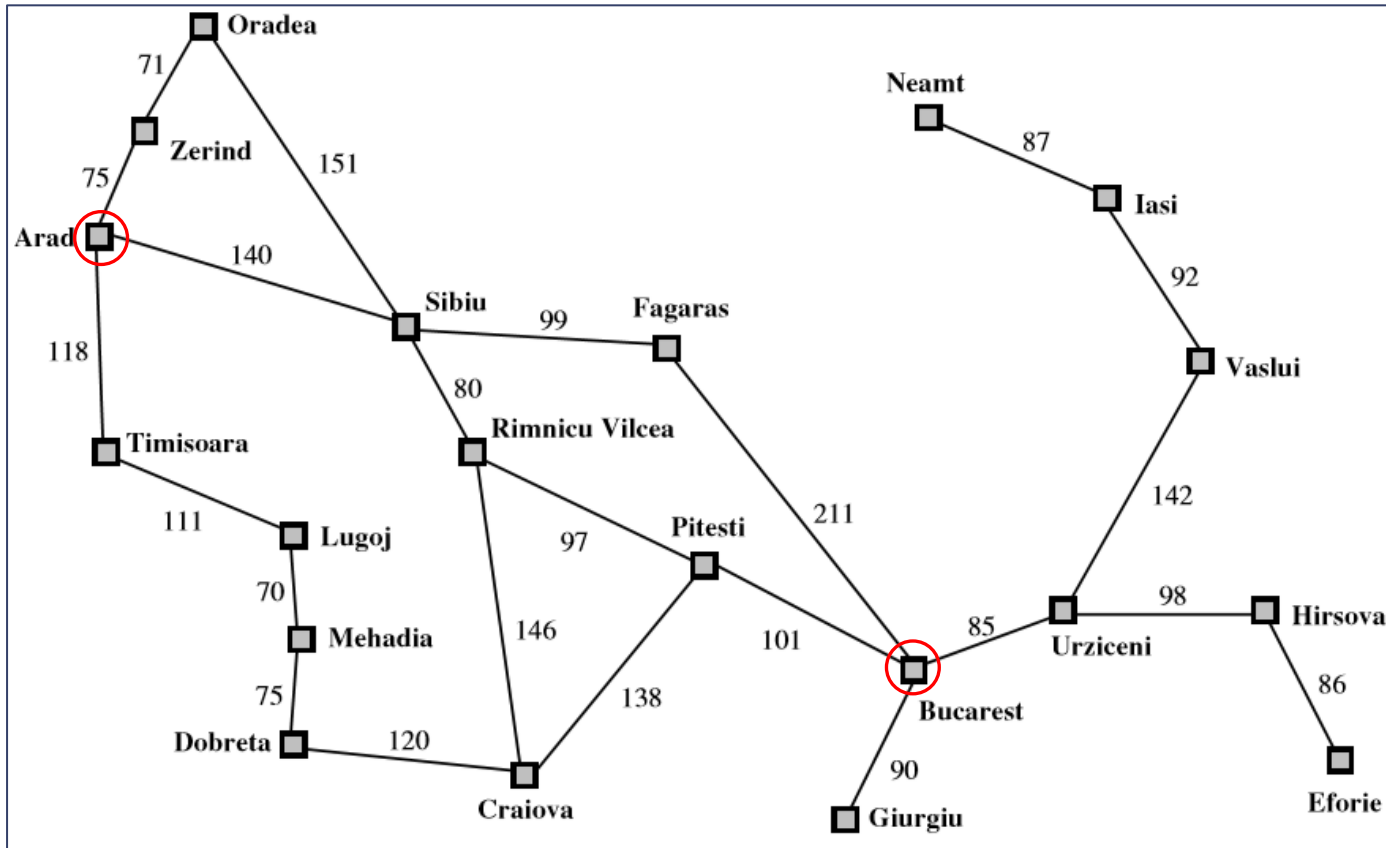 Oradea
71
Neamt
87
Zerind
151
75
Iasi
Arad
140
92
Sibiu
Fagaras
99
118
Vaslui
80
Timisoara
Rimnicu Vilcea
142
111
211
Pitesti
Lugoj
97
70
98
Hirsova
Mehadia
146
101
85
Urziceni
75
138
86
Bucarest
Dobreta
120
90
Craiova
Giurgiu
Eforie